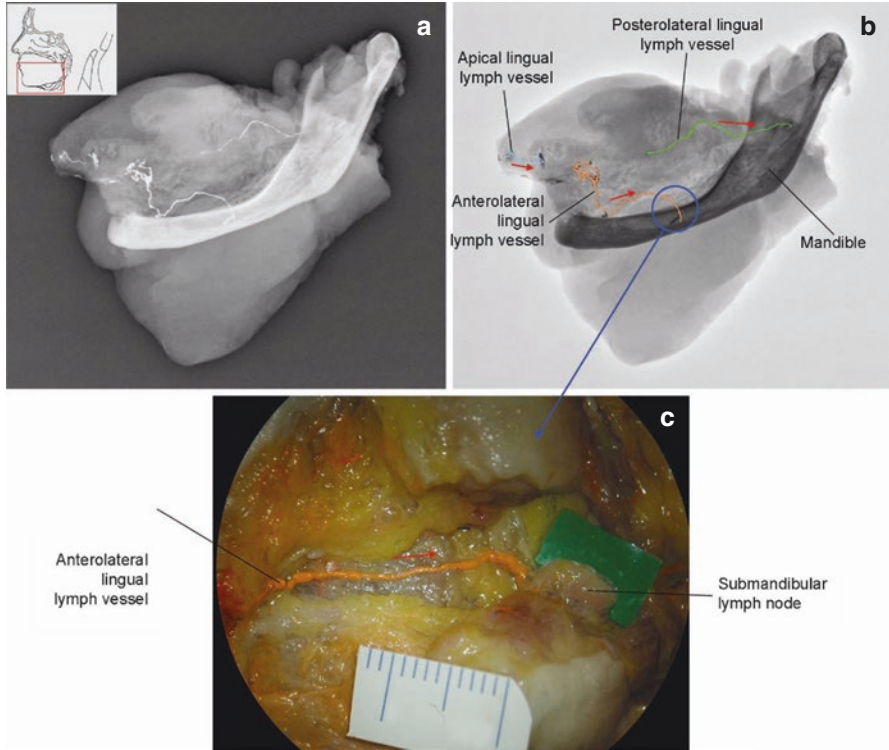 a
b
Posterolateral lingual
lymph vessel
Apical lingual
lymph vessel
Anterolateral
lingual
lymph vessel
Mandible
c
Anterolateral
lingual
lymph vessel
Submandibular
lymph node